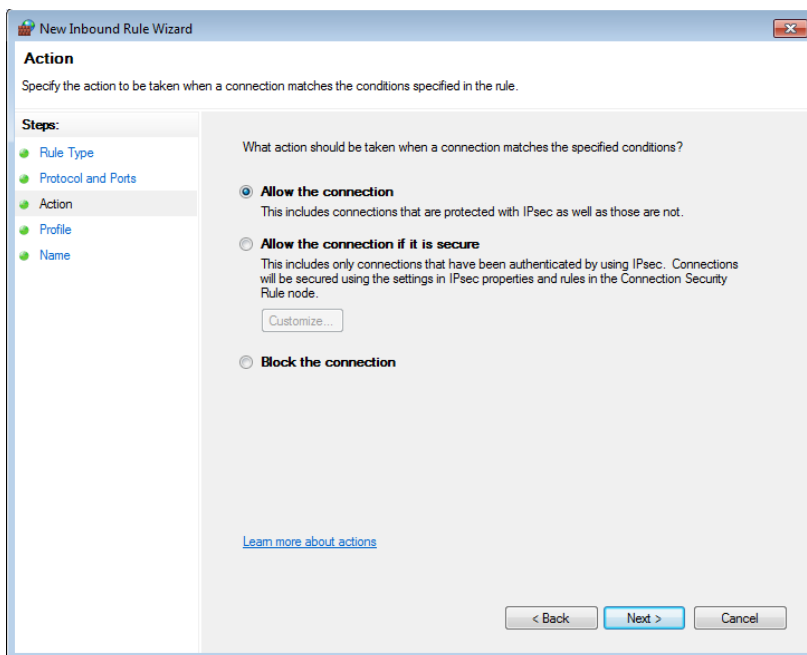 New Inbound Rule Wizard
Action
Specify the action to be taken when a connection matches the conditions specified in the rule.
Steps:
Rule Type
Protocol and Ports
Action
Profile
Name
What action should be taken when a connection matches the specified conditions?
Allow the connection
This includes connections that are protected with IPsec as well as those are not.
Allow the connection if it is secure
This includes only connections that have been authenticated by using IPsec. Connections
will be secured using the settings in IPsec properties and rules in the Connection Security
Rule node.
Customize...
Block the connection
Learn more about actions
< Back
Next >
Cancel